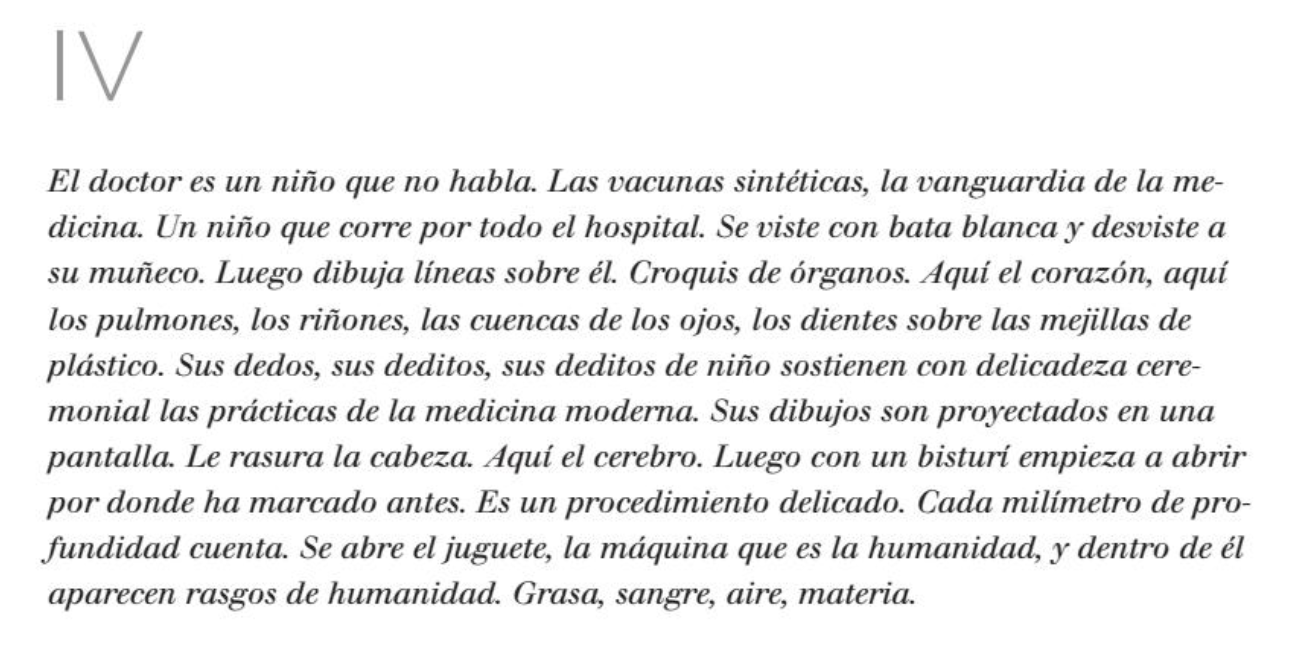 IV
El doctor es un niño que no habla. Las vacunas sintéticas, la vanguardia de la me-
dicina. Un niño que corre por todo el hospital. Se viste con bata blanca y desviste a
su muñeco. Luego dibuja líneas sobre él. Croquis de órganos. Aquí el corazón, aquí
los pulmones, los riñones, las cuencas de los ojos, los dientes sobre las mejillas de
plástico. Sus dedos, sus deditos, sus deditos de niño sostienen con delicadeza cere-
monial las prácticas de la medicina moderna. Sus dibujos son proyectados en una
pantalla. Le rasura la cabeza. Aquí el cerebro. Luego con un bisturí empieza a abrir
por donde ha marcado antes. Es un procedimiento delicado. Cada milímetro de pro-
fundidad cuenta. Se abre el juguete, la máquina que es la humanidad, y dentro de él
aparecen rasgos de humanidad. Grasa, sangre, aire, materia.